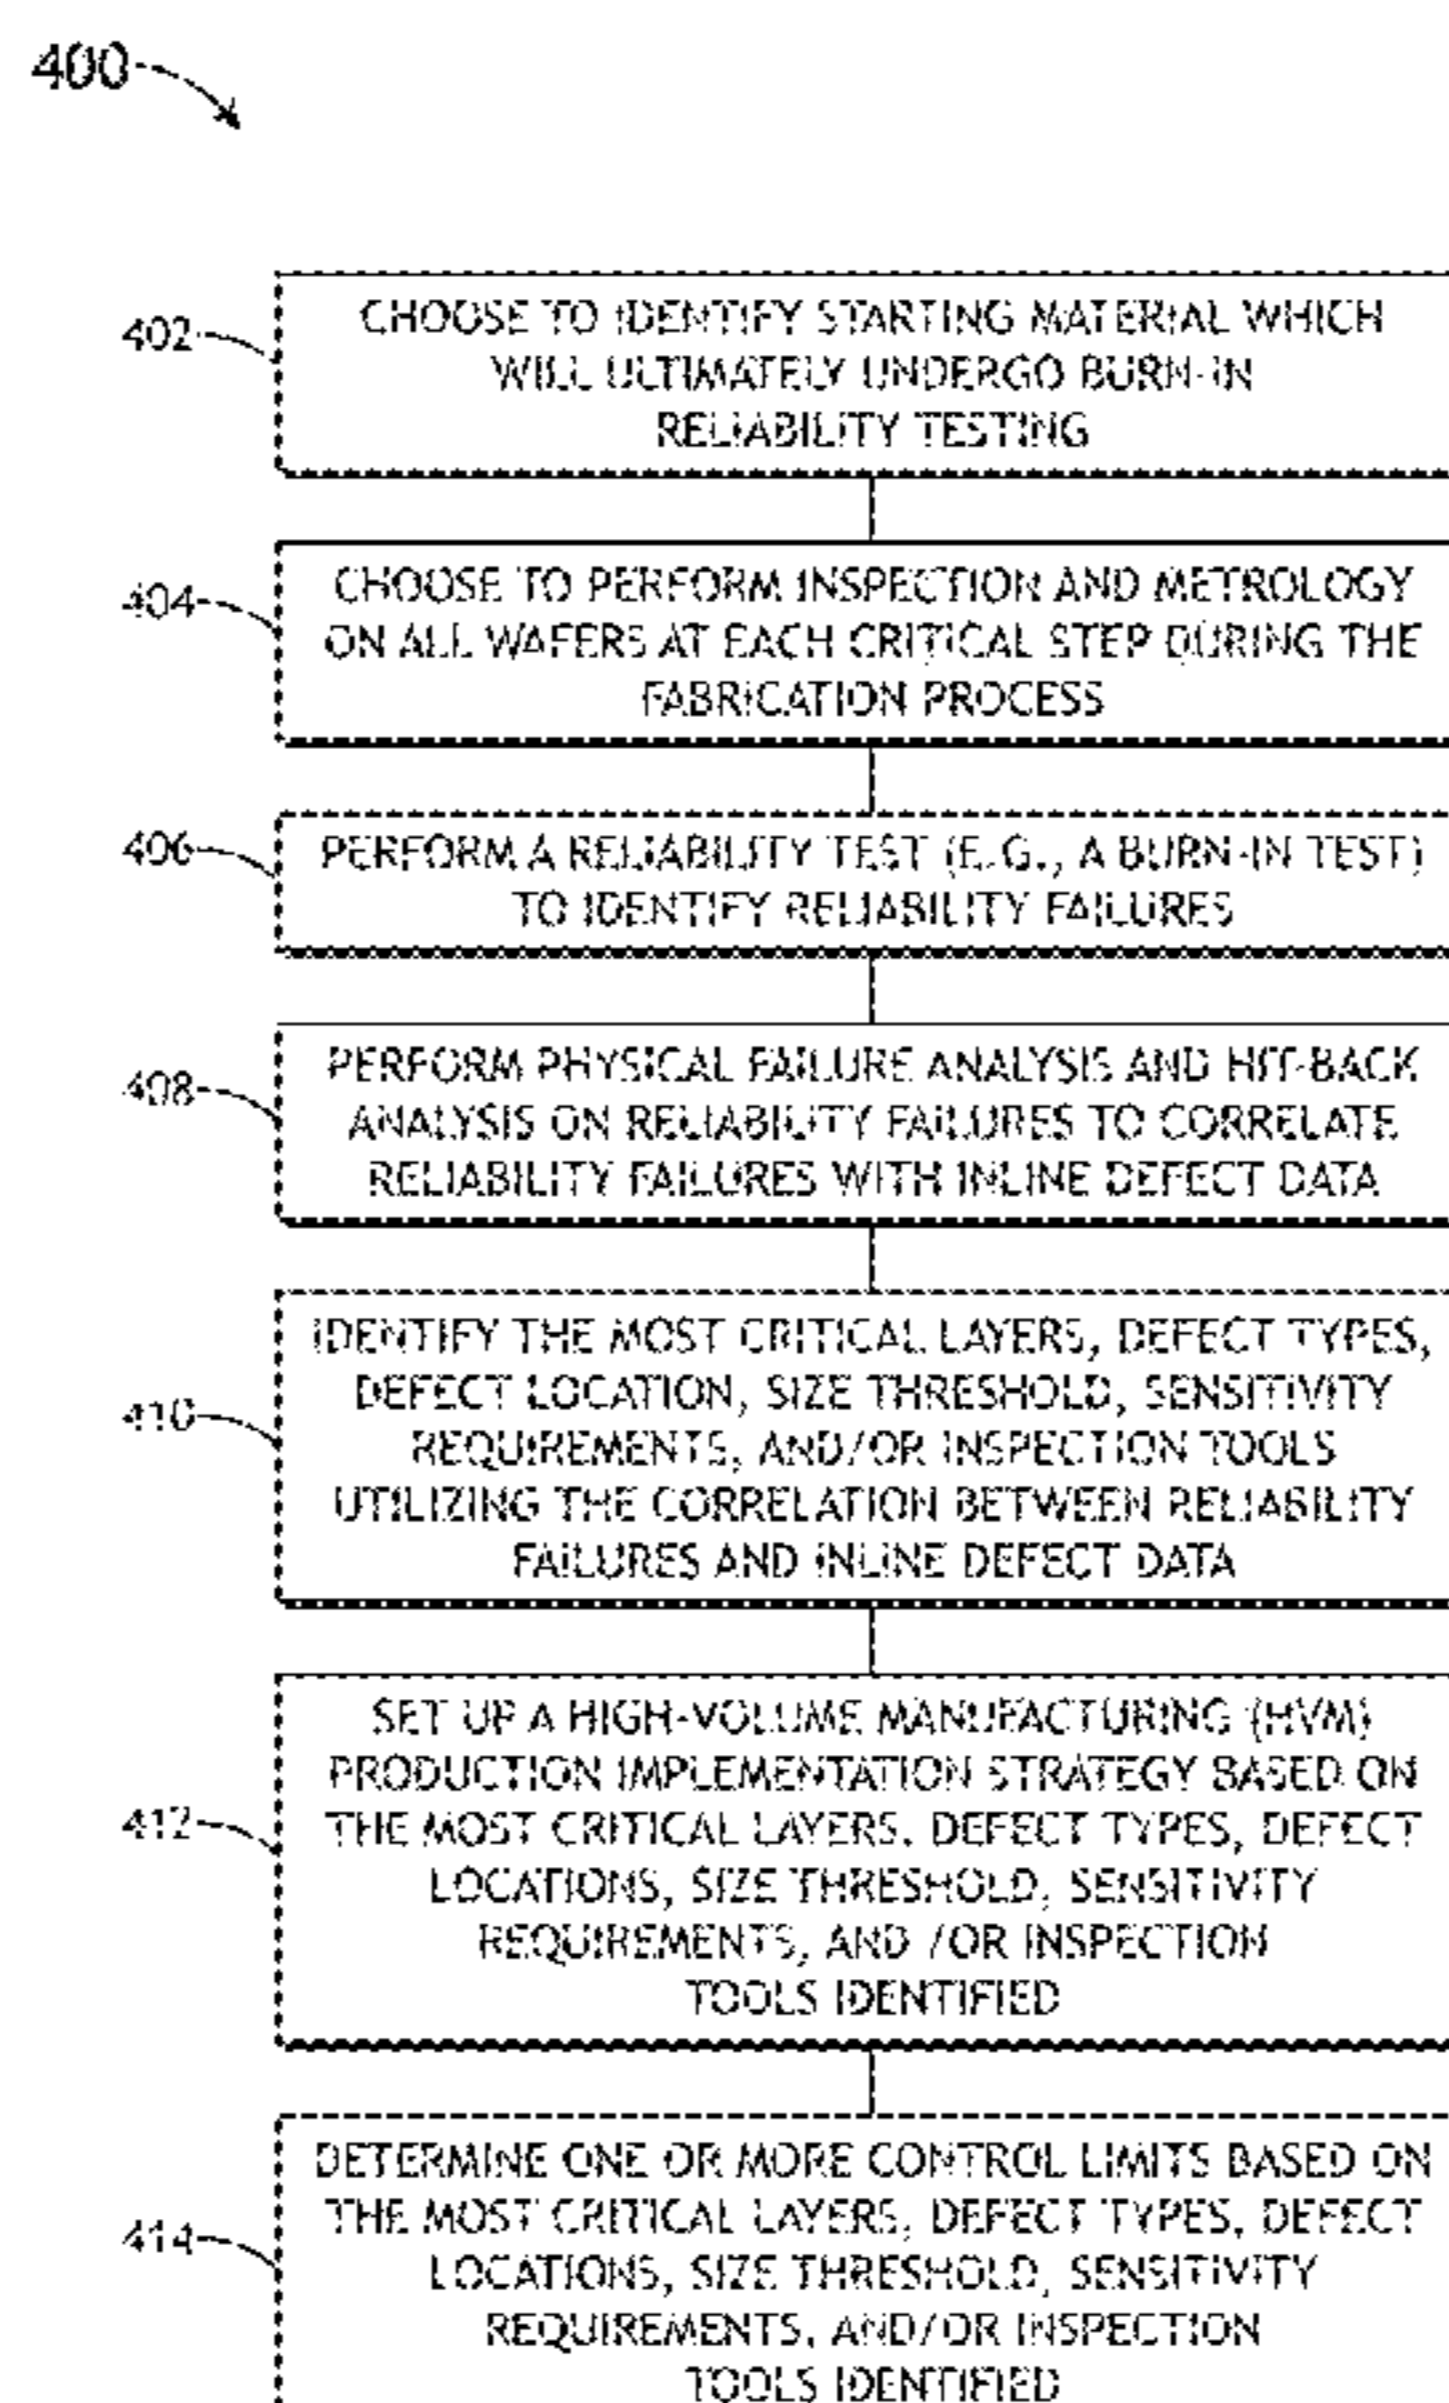 400
402
CHOOSE TO IDENTIFY STARTING MATERIAL WHICH
WILL ULTIMATELY UNDERGO BURN-IN
RELIABILITY TESTING
404
CHOOSE TO PERFORM INSPECTION AND METROLOGY
ON ALL WAFERS AT EACH CRITICAL STEP DURING THE
FABRICATION PROCESS
406
PERFORM A RELIABILITY TEST (E.G., A BURN-IN TEST)
TO IDENTIFY RELIABILITY FAILURES
408
PERFORM PHYSICAL FAILURE ANALYSIS AND HIT-BACK
ANALYSIS ON RELIABILITY FAILURES TO CORRELATE
RELIABILITY FAILURES WITH INLINE DEFECT DATA
410
IDENTIFY THE MOST CRITICAL LAYERS, DEFECT TYPES,
DEFECT LOCATION, SIZE THRESHOLD, SENSITIVITY
REQUIREMENTS, AND/OR INSPECTION TOOLS
UTILIZING THE CORRELATION BETWEEN RELIABILITY
FAILURES AND INLINE DEFECT DATA
412
SET UP A HIGH-VOLUME MANUFACTURING (HVM)
PRODUCTION IMPLEMENTATION STRATEGY BASED ON
THE MOST CRITICAL LAYERS, DEFECT TYPES, DEFECT
LOCATIONS, SIZE THRESHOLD, SENSITIVITY
REQUIREMENTS, AND /OR INSPECTION
TOOLS IDENTIFIED
414
DETERMINE ONE OR MORE CONTROL LIMITS BASED ON
THE MOST CRITICAL LAYERS, DEFECT TYPES, DEFECT
LOCATIONS, SIZE THRESHOLD, SENSITIVITY
REQUIREMENTS, AND/OR INSPECTION
TOOLS IDENTIFIED